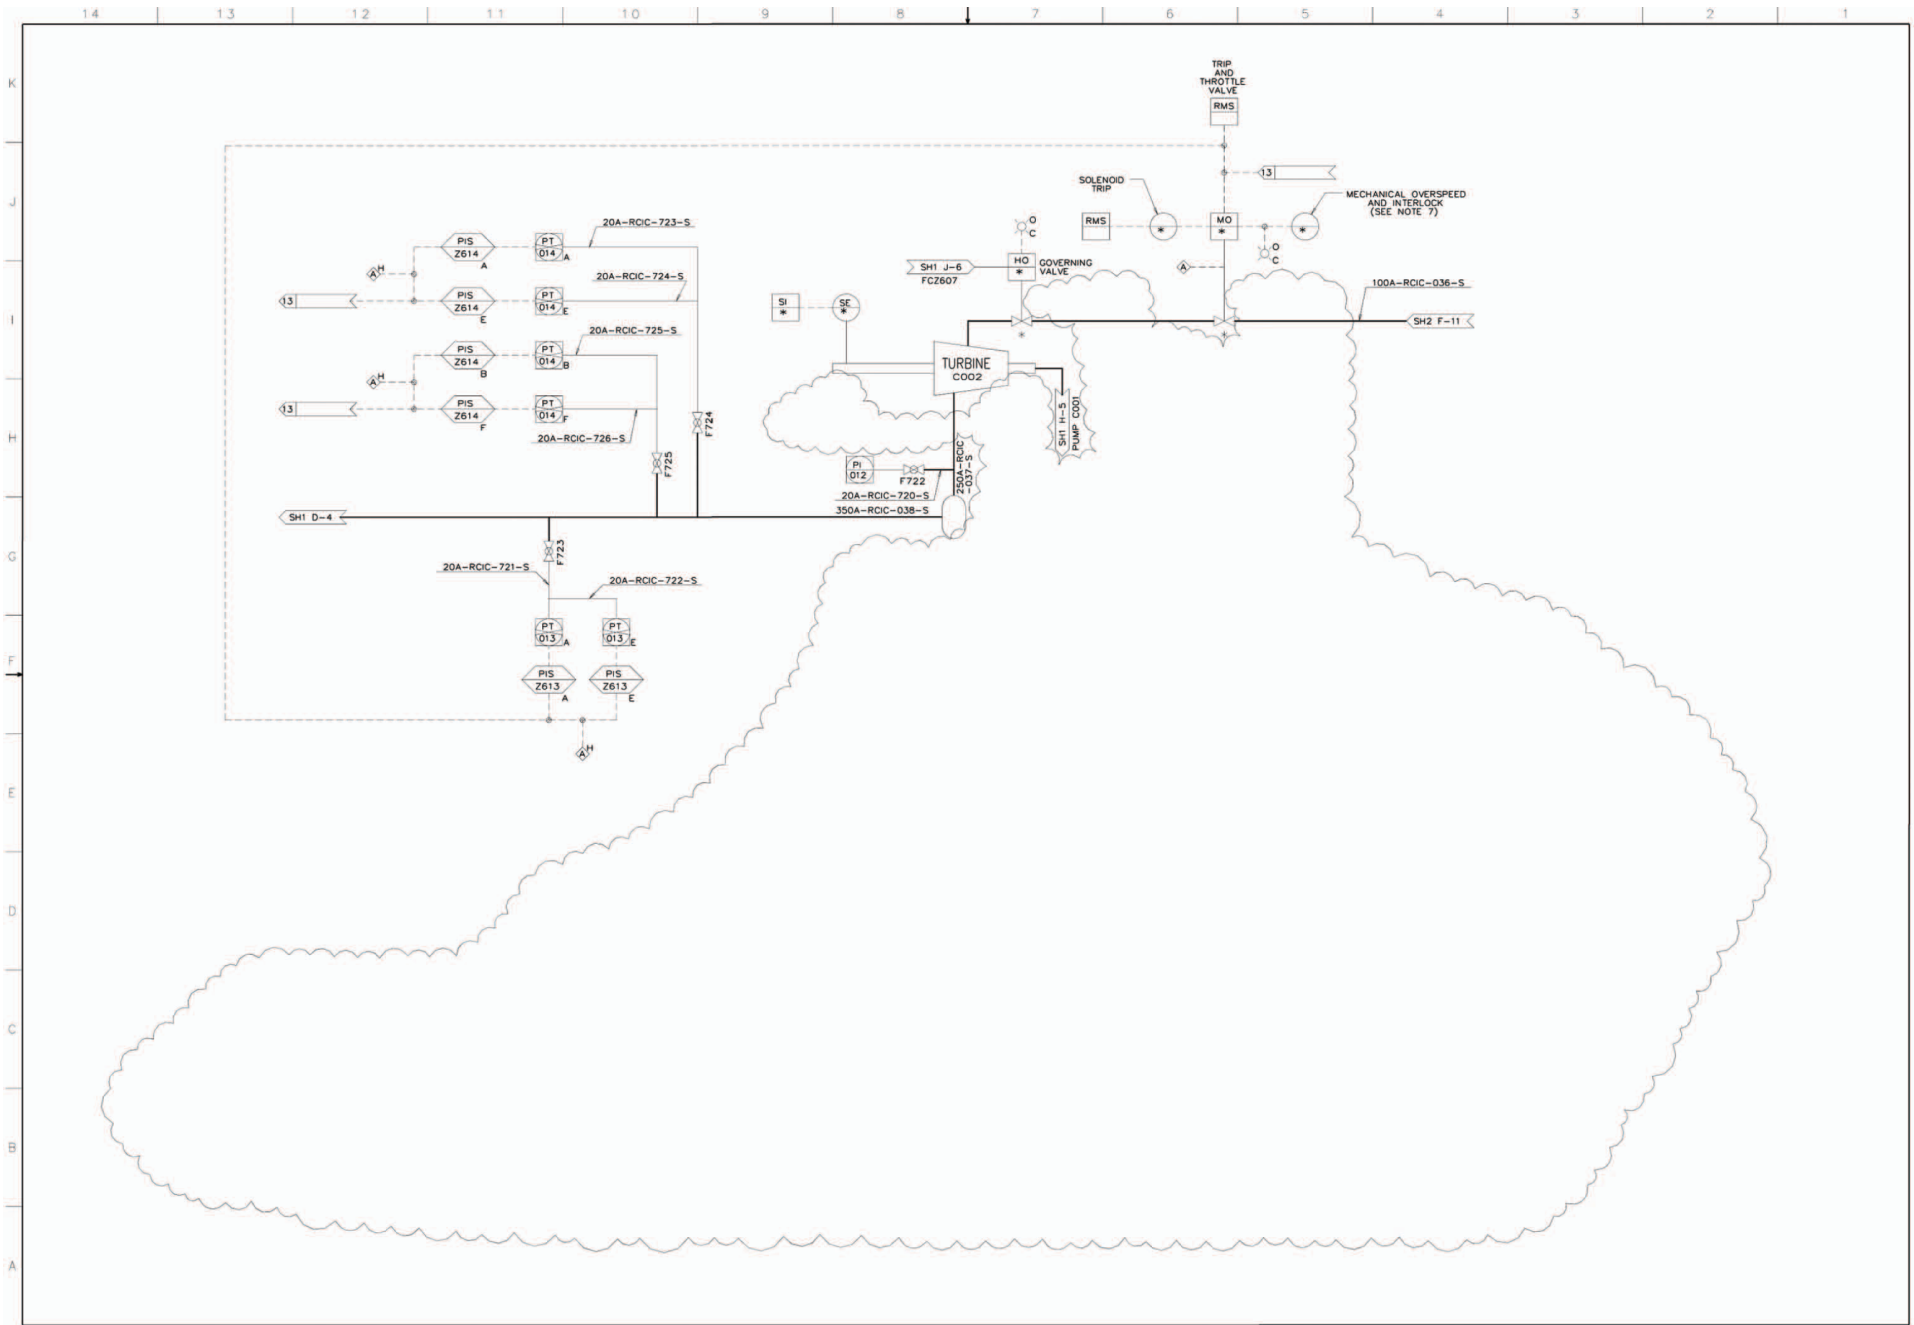 14 13 12 11 10 9 8 7 6 5 4 3 2 1
K
J
I
H
G
F
E
D
C
B
A
TRIP
AND
THROTTLE
VALVE
RMS
13
SOLENOID
TRIP
MECHANICAL OVERSPEED
AND INTERLOCK
(SEE NOTE 7)
RMS
*
MO
*
*
O
C
O
C
A
SH1 J-6
FCZ607
HO
*
GOVERNING
VALVE
100A-RCIC-036-S
SH2 F-11
*
*
SI
*
SE
*
TURBINE
C002
SH1 H-5
PUMP C001
250A-RCIC
-037-S
PI
012
F722
20A-RCIC-720-S
350A-RCIC-038-S
20A-RCIC-723-S
PIS
Z614
A
PT
014
A
A H
20A-RCIC-724-S
13
PIS
Z614
E
PT
014
E
20A-RCIC-725-S
PIS
Z614
B
PT
014
B
A H
13
PIS
Z614
F
PT
014
F
20A-RCIC-726-S
F724
F725
SH1 D-4
F723
20A-RCIC-721-S
20A-RCIC-722-S
PT
013
A
PT
013
E
PIS
Z613
A
PIS
Z613
E
A H